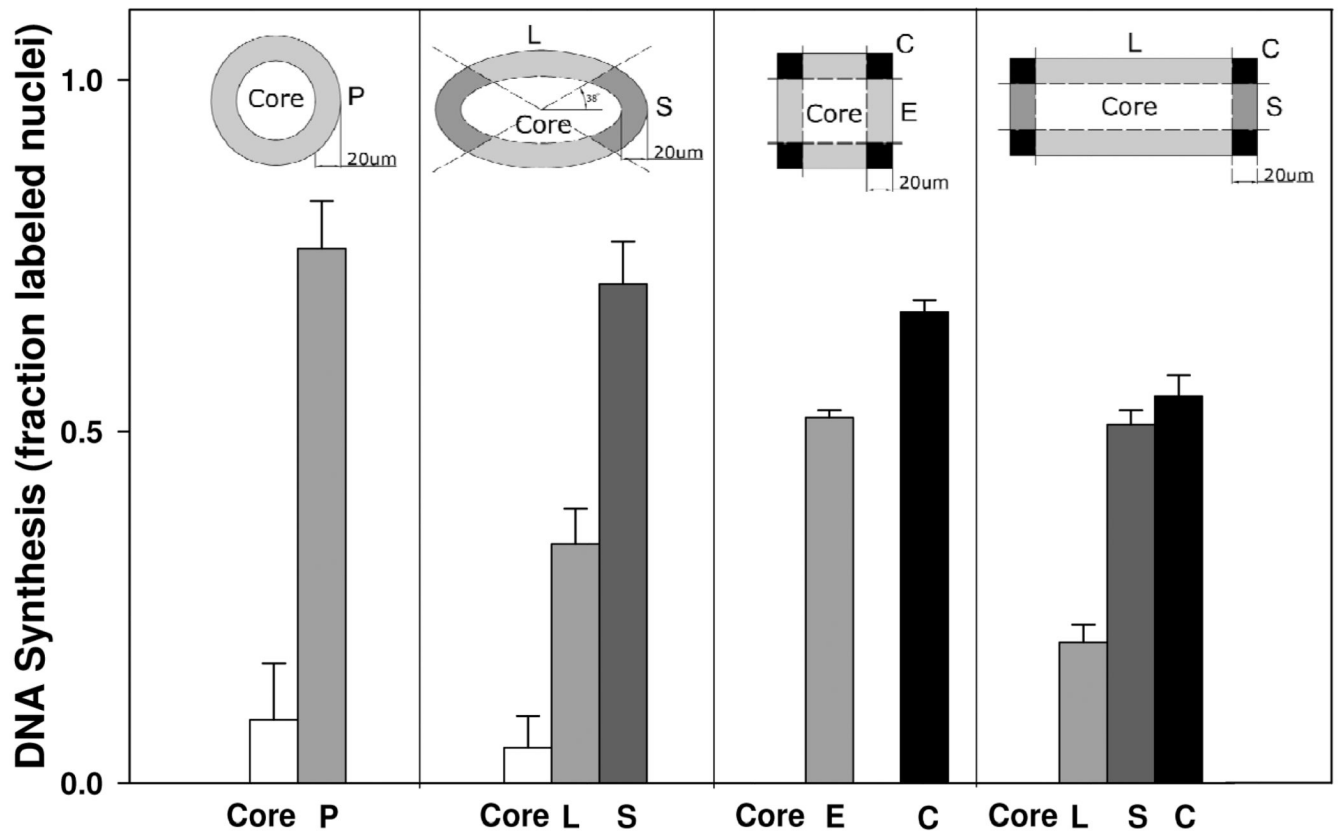 DNA Synthesis (fraction labeled nuclei)
1.0
0.5
0.0
Core
P
20um
L
38°
Core
S
20um
C
Core
E
20um
L
C
Core
S
20um
Core P
Core L S
Core E C
Core L S C